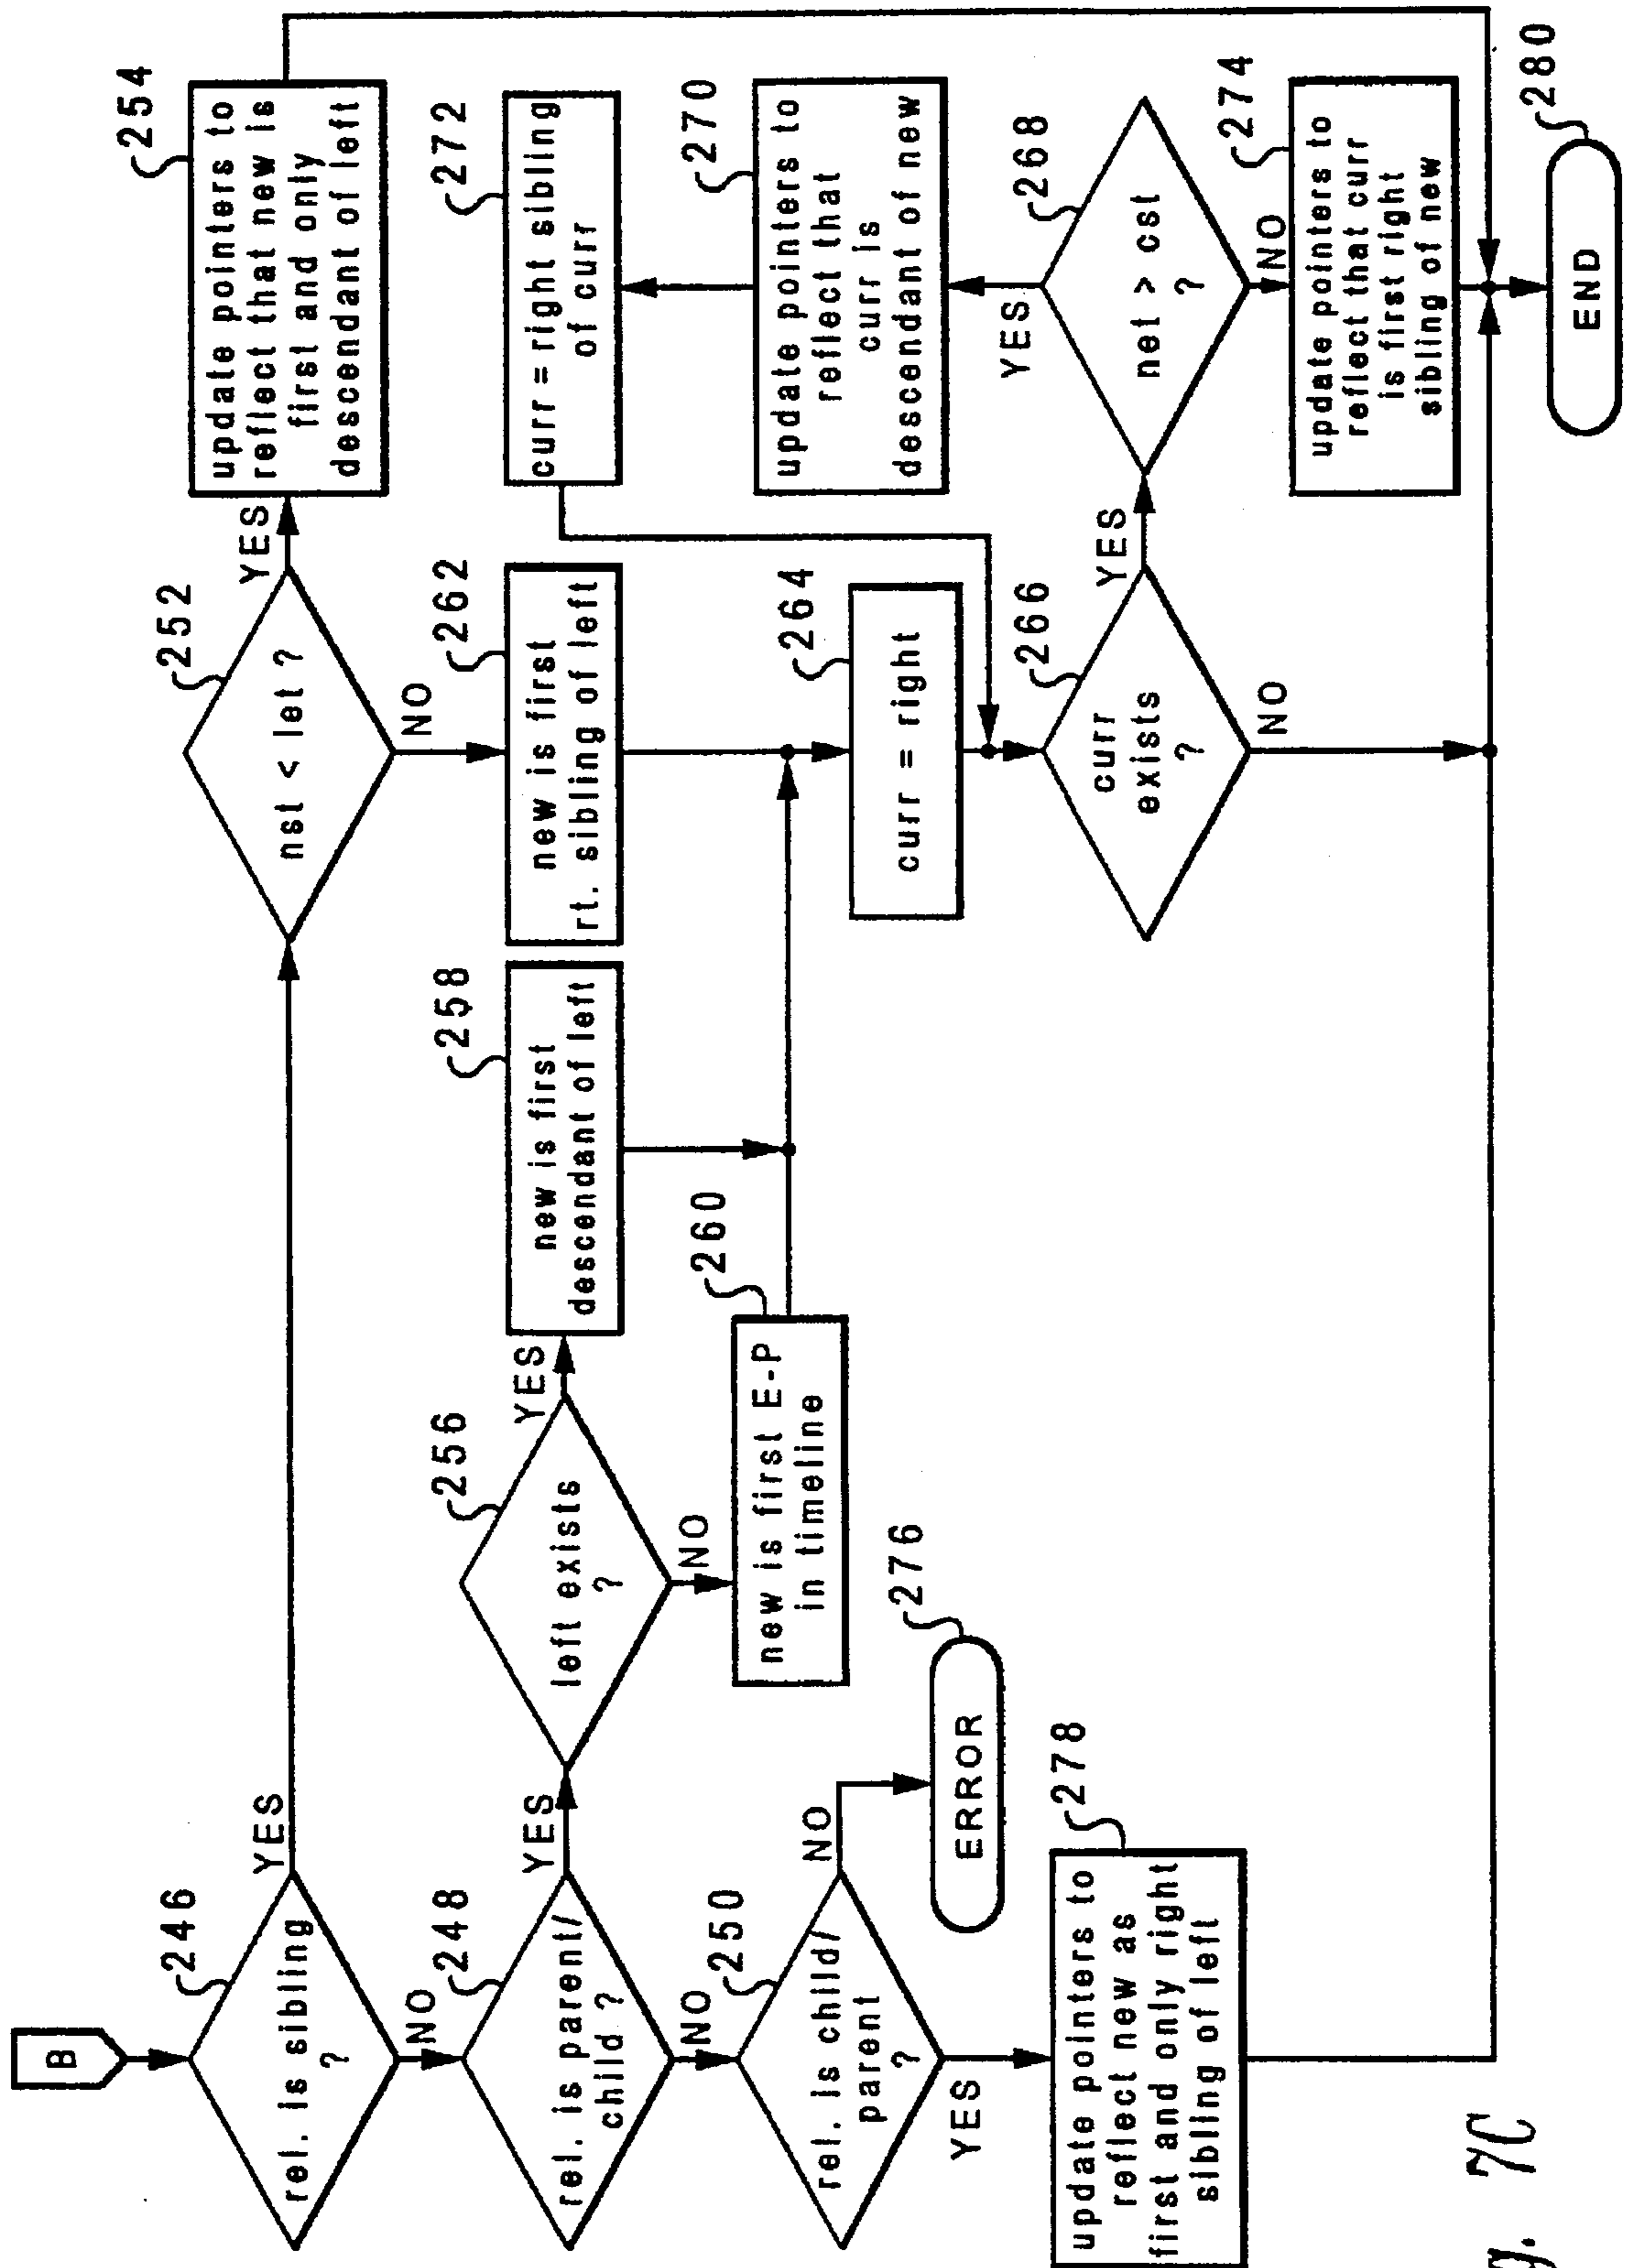 B
246
rel. is sibling
?
YES
NO
248
rel. is parent/
child ?
YES
NO
250
rel. is child/
parent
?
NO
YES
ERROR
276
278
update pointers to
reflect new as
first and only right
sibling of left
256
left exists
?
YES
NO
258
new is first
descendant of left
260
new is first E-P
in timeline
252
nst < let ?
YES
NO
254
update pointers to
reflect that new is
first and only
descendant of left
262
new is first
rt. sibling of left
264
curr = right
266
curr
exists
?
YES
NO
268
net > cst
?
YES
NO
270
update pointers to
reflect that
curr is
descendant of new
272
curr = right sibling
of curr
274
update pointers to
reflect that curr
is first right
sibling of new
END
280
7C